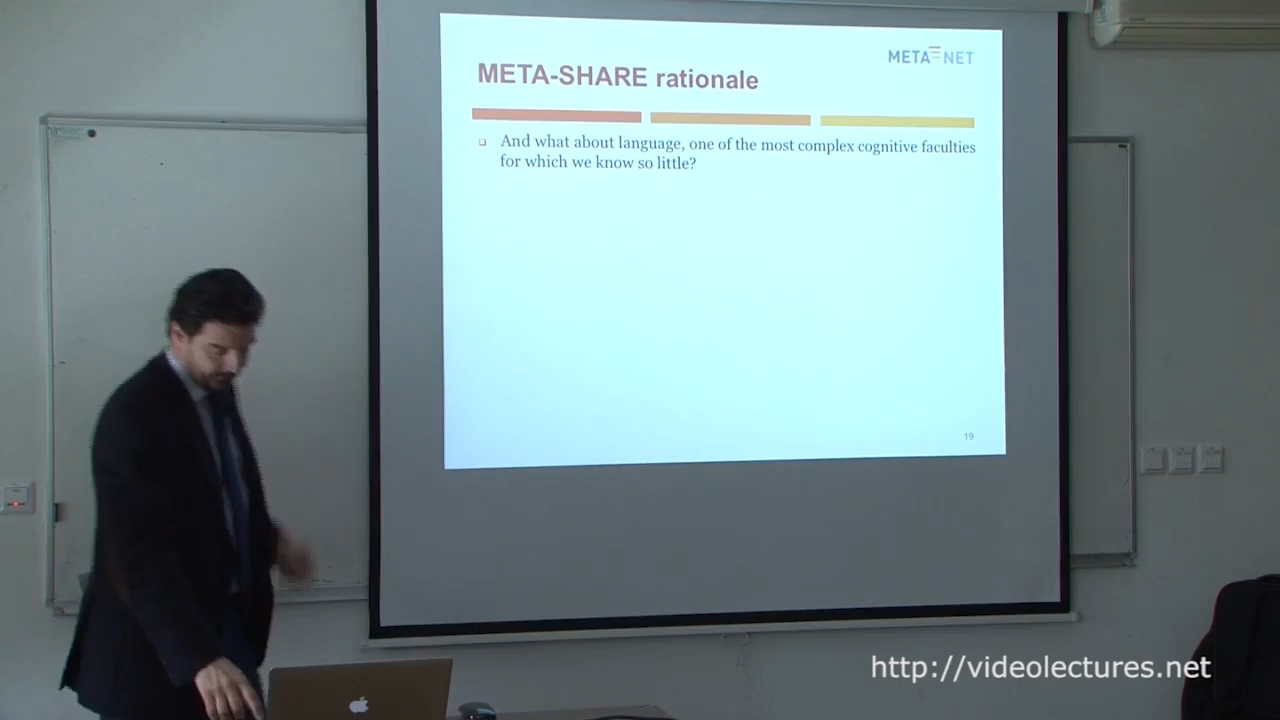 META NET
META-SHARE rationale
And what about language, one of the most complex cognitive faculties
for which we know so little?
19
http://videolectures.net